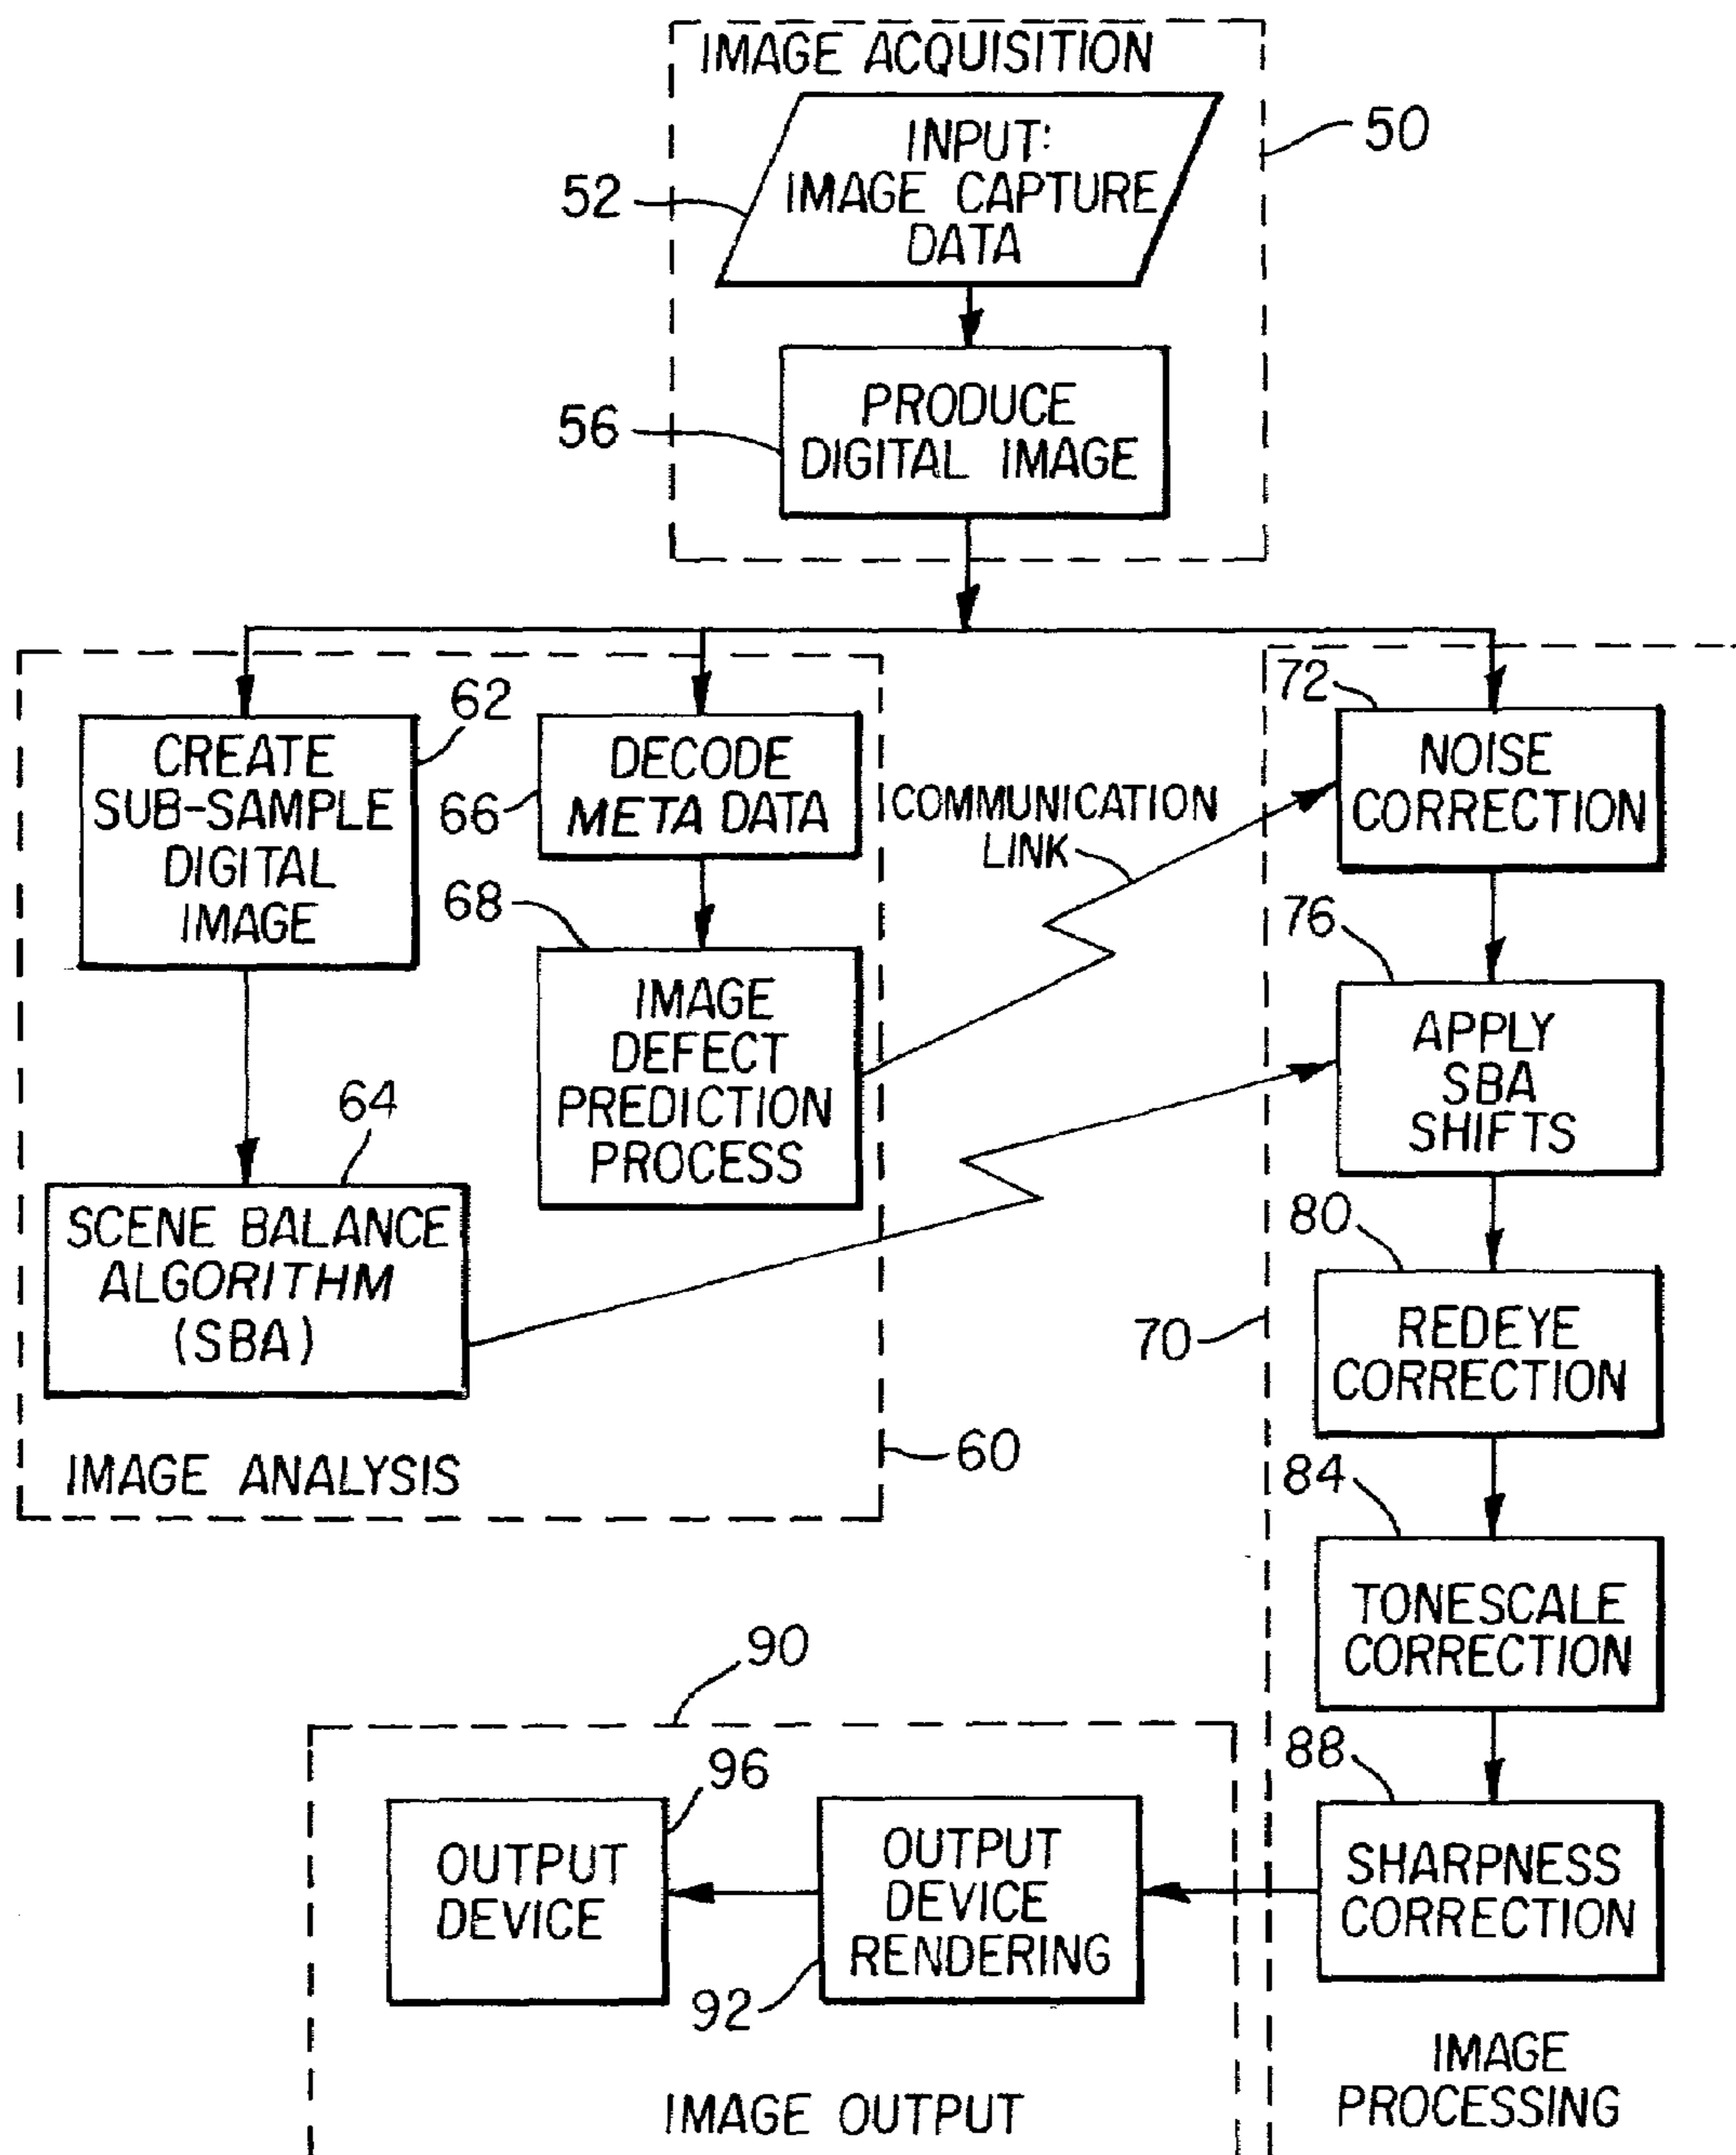 IMAGE ACQUISITION
INPUT:
IMAGE CAPTURE
DATA
50
52
PRODUCE
DIGITAL IMAGE
56
CREATE
SUB-SAMPLE
DIGITAL
IMAGE
62
DECODE
META DATA
66
COMMUNICATION
LINK
72
NOISE
CORRECTION
68
IMAGE
DEFECT
PREDICTION
PROCESS
76
APPLY
SBA
SHIFTS
64
SCENE BALANCE
ALGORITHM
(SBA)
80
REDEYE
CORRECTION
70
60
IMAGE ANALYSIS
84
TONESCALE
CORRECTION
90
88
SHARPNESS
CORRECTION
96
OUTPUT
DEVICE
OUTPUT
DEVICE
RENDERING
92
IMAGE OUTPUT
IMAGE
PROCESSING